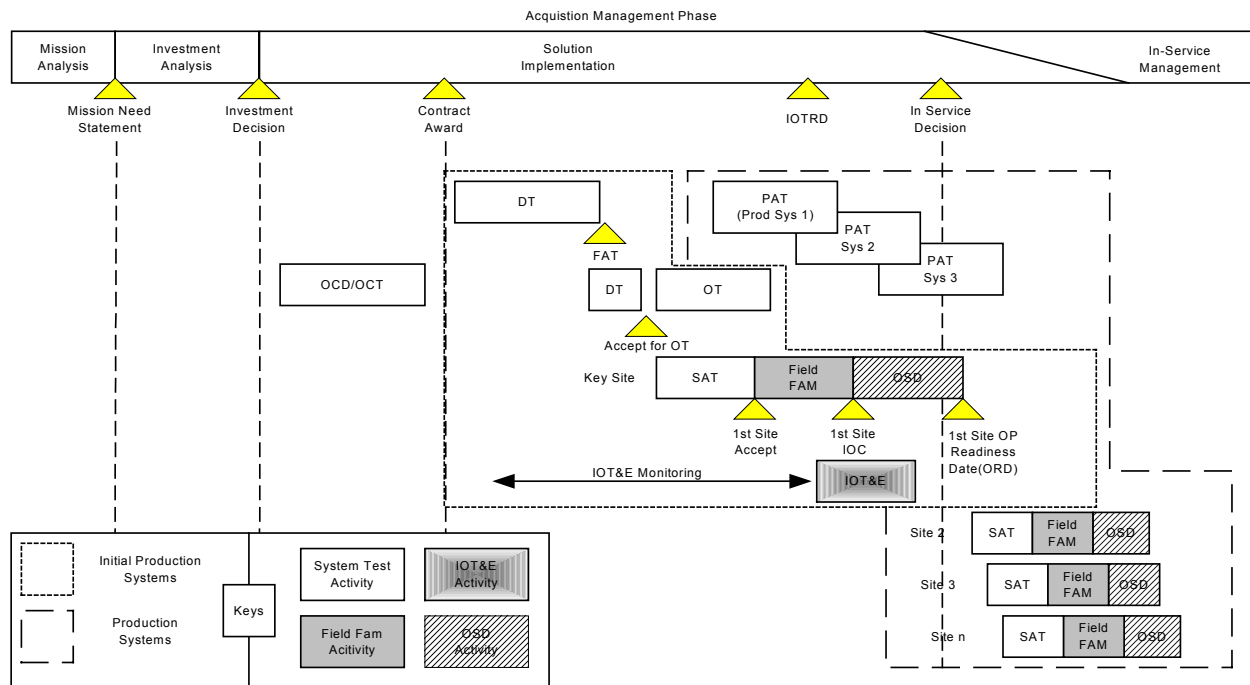 Acquistion Management Phase
Mission
Analysis
Investment
Analysis
Solution
Implementation
In-Service
Management
Mission Need
Statement
Investment
Decision
Contract
Award
IOTRD
In Service
Decision
DT
PAT
(Prod Sys 1)
PAT
Sys 2
PAT
Sys 3
FAT
OCD/OCT
DT
OT
Accept for OT
Key Site
SAT
Field
FAM
OSD
1st Site
Accept
1st Site
IOC
1st Site OP
Readiness
Date(ORD)
IOT&E Monitoring
IOT&E
Site 2
SAT
Field
FAM
OSD
Site 3
SAT
Field
FAM
OSD
Site n
SAT
Field
FAM
OSD
Initial Production
Systems
Production
Systems
Keys
System Test
Activity
IOT&E
Activity
Field Fam
Acitivity
OSD
Activity